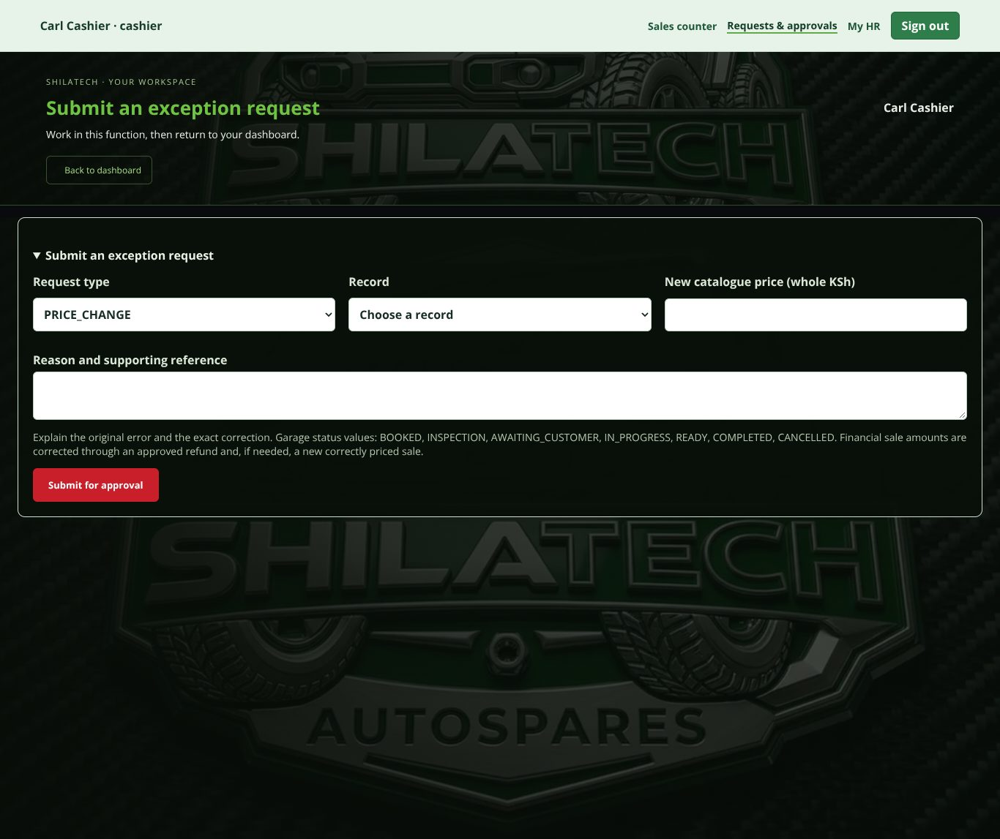 Carl Cashier · cashier
Sales counter
Requests & approvals
My HR
Sign out
SHILATECH · YOUR WORKSPACE
Submit an exception request
Carl Cashier
Work in this function, then return to your dashboard.
Back to dashboard
SHILATECH
Submit an exception request
Request type
Record
New catalogue price (whole KSh)
PRICE_CHANGE
Choose a record
Reason and supporting reference
Explain the original error and the exact correction. Garage status values: BOOKED, INSPECTION, AWAITING_CUSTOMER, IN_PROGRESS, READY, COMPLETED, CANCELLED. Financial sale amounts are
corrected through an approved refund and, if needed, a new correctly priced sale.
Submit for approval
SHILATECH
AUTOSPARES